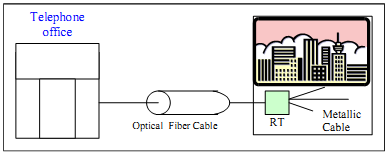 Telephone
office
Optical Fiber Cable
RT
Metallic
Cable